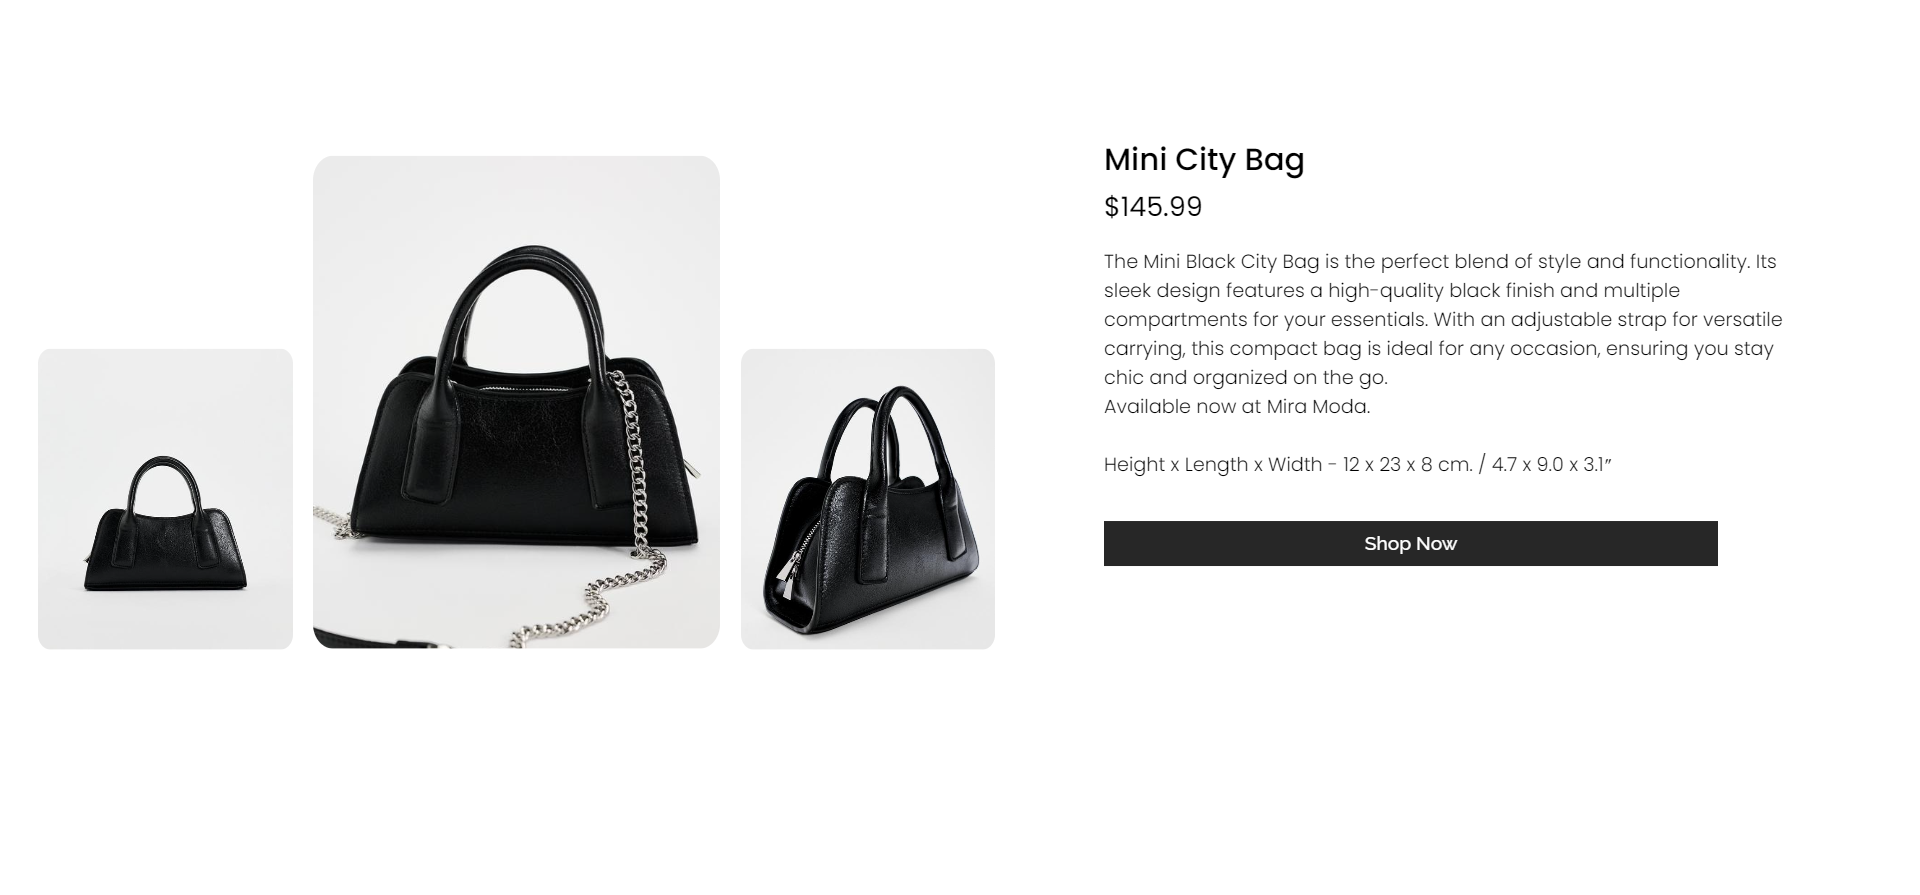 Mini City Bag
$145.99
The Mini Black City Bag is the perfect blend of style and functionality. Its
sleek design features a high-quality black finish and multiple
compartments for your essentials. With an adjustable strap for versatile
carrying, this compact bag is ideal for any occasion, ensuring you stay
chic and organized on the go.
Available now at Mira Moda.
Height x Length x Width - 12 x 23 x 8 cm. / 4.7 x 9.0 x 3.1″
Shop Now